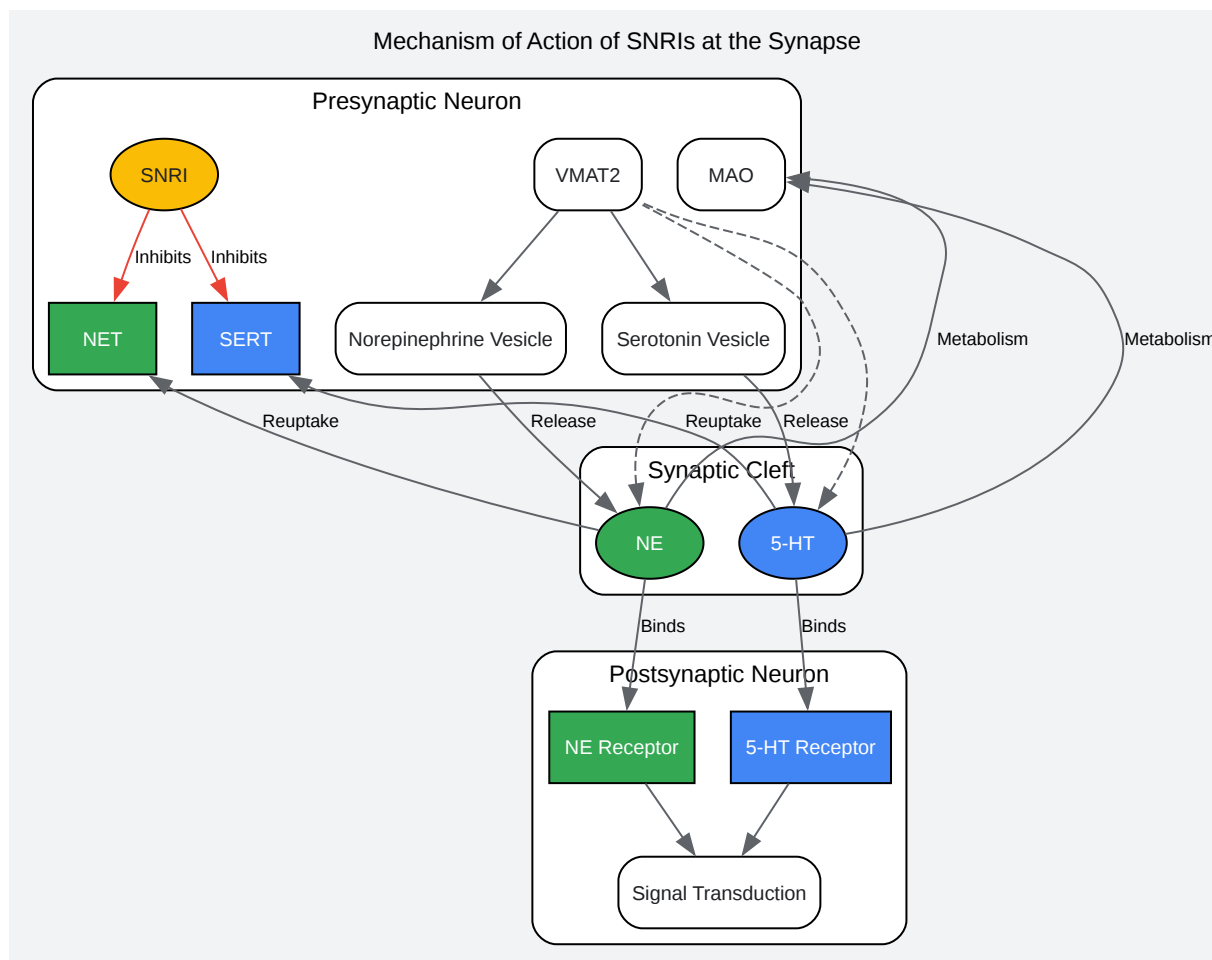 Mechanism of Action of SNRIs at the Synapse
Presynaptic Neuron
SNRI
VMAT2
MAO
Inhibits
Inhibits
NET
SERT
Norepinephrine Vesicle
Serotonin Vesicle
Metabolism
Metabolism
Reuptake
Release
Reuptake
Release
Synaptic Cleft
NE
5-HT
Binds
Binds
Postsynaptic Neuron
NE Receptor
5-HT Receptor
Signal Transduction